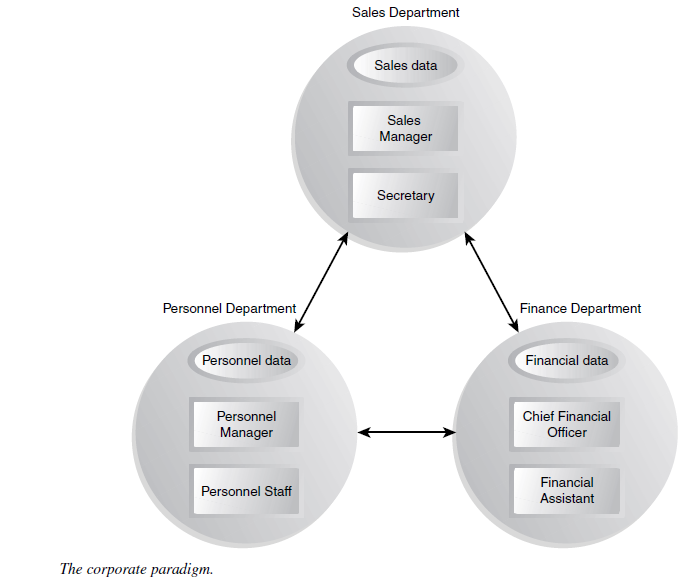 Sales Department
Sales data
Sales
Manager
Secretary
Personnel Department
Finance Department
Personnel data
Financial data
Personnel
Manager
Chief Financial
Officer
Personnel Staff
Financial
Assistant
The corporate paradigm.